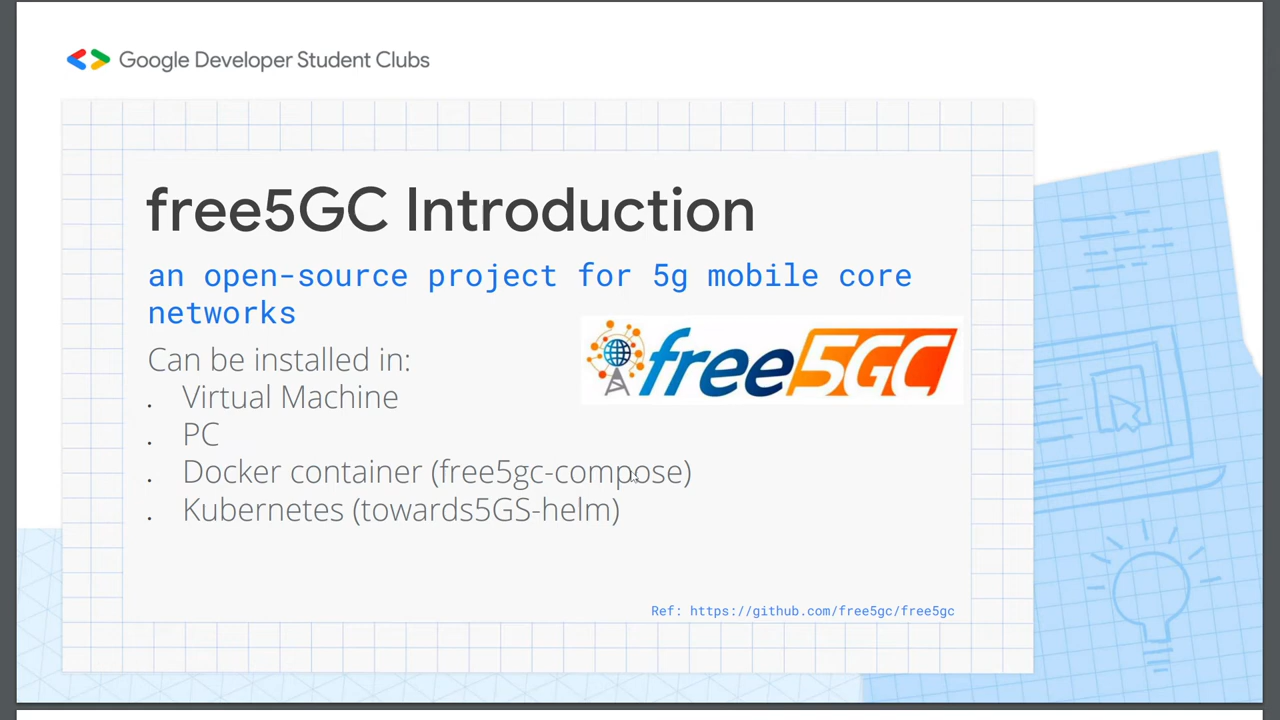 Google Developer Student Clubs
free5GC Introduction
an open-source project for 5g mobile core
networks
free5GC
Can be installed in:
. Virtual Machine
. PC
. Docker container (free5gc-compose)
. Kubernetes (towards5GS-helm)
Ref: https://github.com/free5gc/free5gc